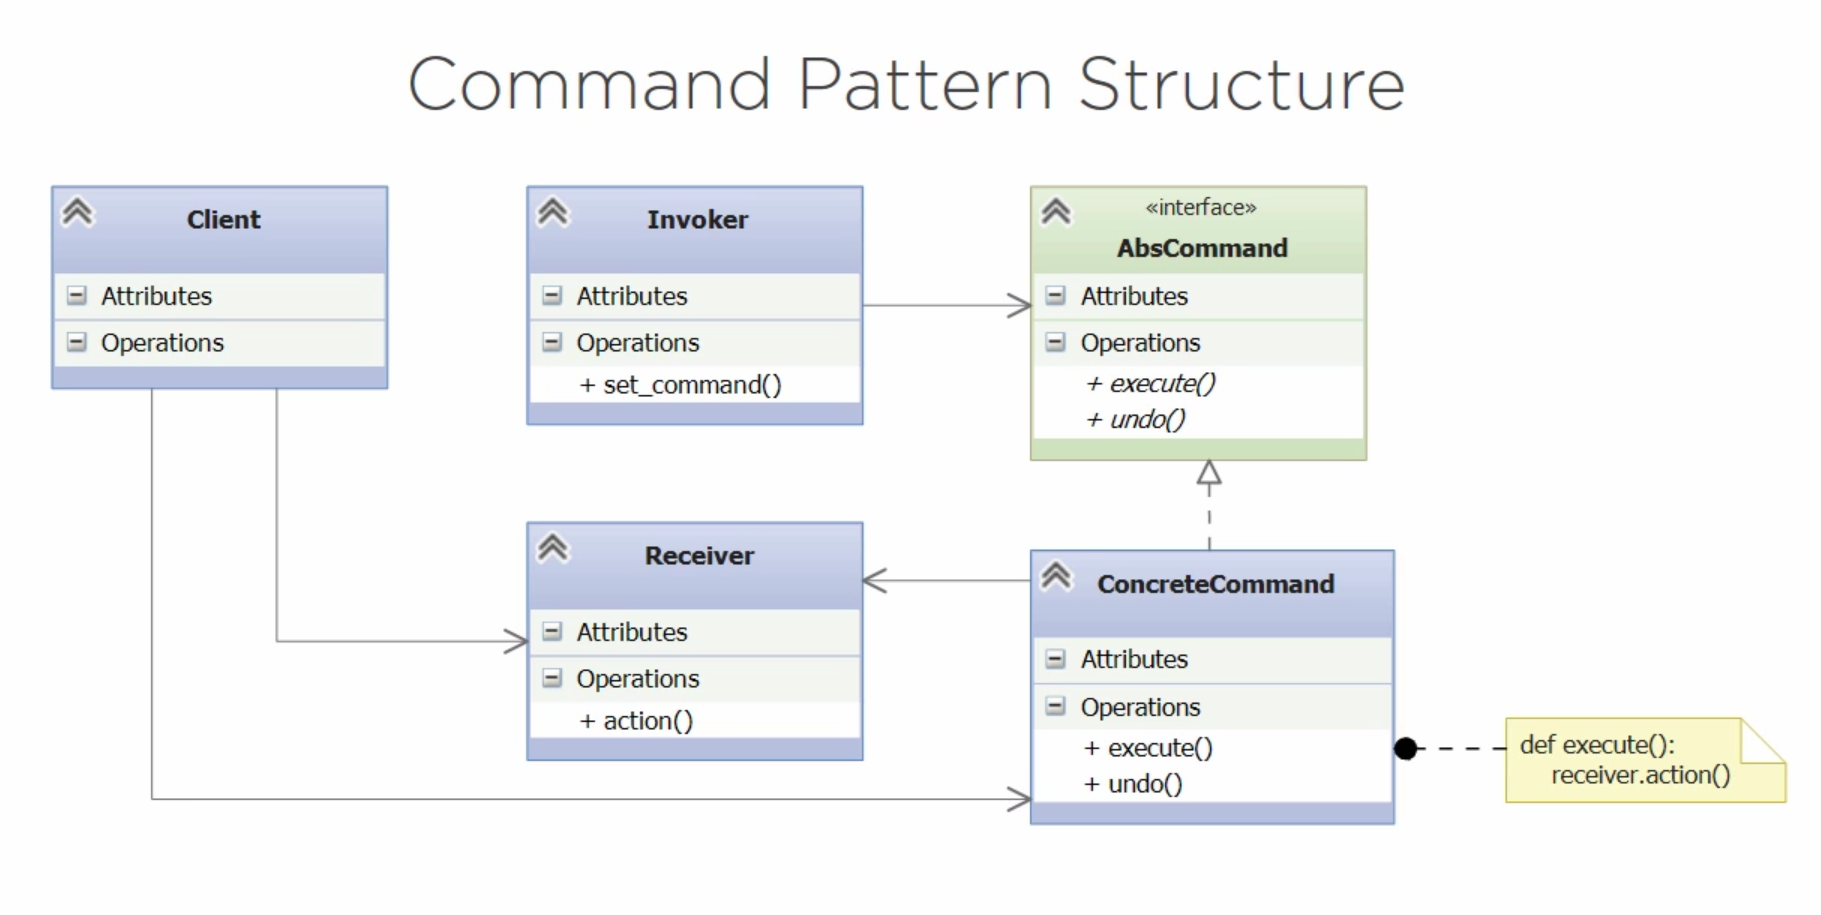 Command Pattern Structure
Client
Attributes
Operations
Invoker
Attributes
Operations
+ set_command()
«interface»
AbsCommand
Attributes
Operations
+ execute()
+ undo()
Receiver
Attributes
Operations
+ action()
ConcreteCommand
Attributes
Operations
+ execute()
+ undo()
def execute():
receiver.action()